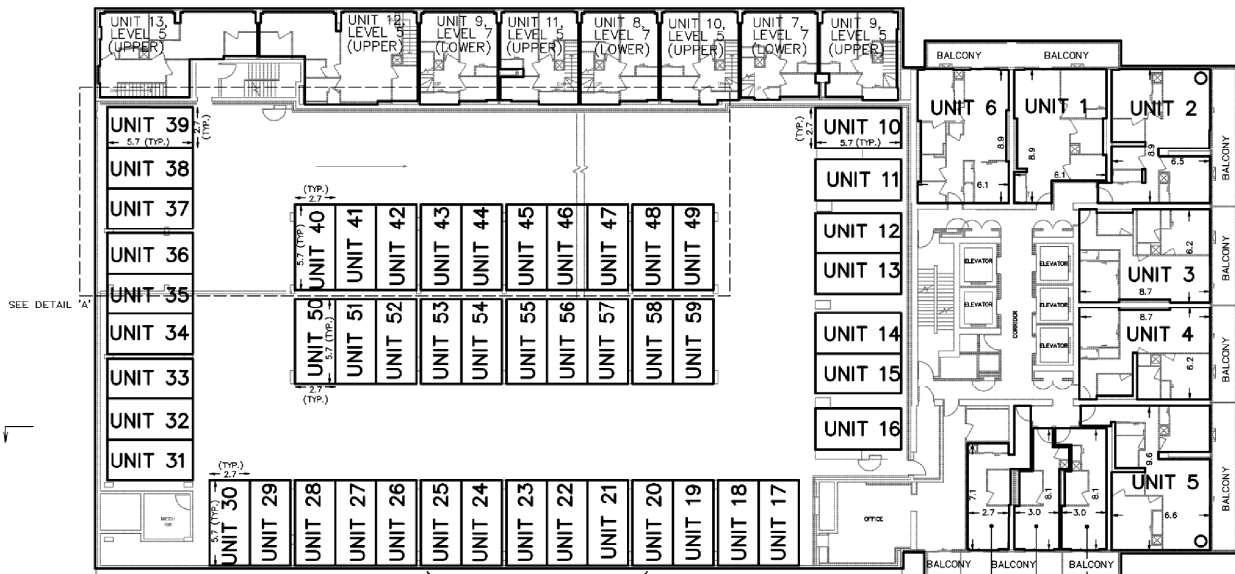 UNIT 13,
LEVEL 5
(UPPER)
UNIT 12,
LEVEL 5
(UPPER)
UNIT 9,
LEVEL 7
(LOWER)
UNIT 11,
LEVEL 5
(UPPER)
UNIT 8,
LEVEL 7
(LOWER)
UNIT 10,
LEVEL 5
(UPPER)
UNIT 7,
LEVEL 7
(LOWER)
UNIT 9,
LEVEL 5
(UPPER)
BALCONY
BALCONY
UNIT 6
8.9
6.1
UNIT 1
8.9
6.1
UNIT 2
8.9
6.5
BALCONY
UNIT 39
5.7 (TYP.)
2.7
(TYP.)
UNIT 38
UNIT 37
UNIT 36
UNIT 35
UNIT 34
UNIT 33
UNIT 32
UNIT 31
SEE DETAIL 'A'
(TYP.)
2.7
5.7 (TYP)
UNIT 40
UNIT 41
UNIT 42
UNIT 43
UNIT 44
UNIT 45
UNIT 46
UNIT 47
UNIT 48
UNIT 49
UNIT 50
5.7 (TYP.)
UNIT 51
UNIT 52
UNIT 53
UNIT 54
UNIT 55
UNIT 56
UNIT 57
UNIT 58
UNIT 59
2.7
(TYP.)
(TYP.)
2.7
UNIT 10
5.7 (TYP.)
UNIT 11
UNIT 12
UNIT 13
UNIT 14
UNIT 15
UNIT 16
ELEVATOR
ELEVATOR
ELEVATOR
ELEVATOR
ELEVATOR
CORRIDOR
UNIT 3
6.2
8.7
BALCONY
UNIT 4
8.7
6.2
BALCONY
UNIT 5
9.6
6.6
BALCONY
7.1
2.7
8.1
3.0
8.1
3.0
BALCONY
BALCONY
BALCONY
(TYP.)
2.7
5.7 (TYP.)
UNIT 30
UNIT 29
UNIT 28
UNIT 27
UNIT 26
UNIT 25
UNIT 24
UNIT 23
UNIT 22
UNIT 21
UNIT 20
UNIT 19
UNIT 18
UNIT 17
OFFICE